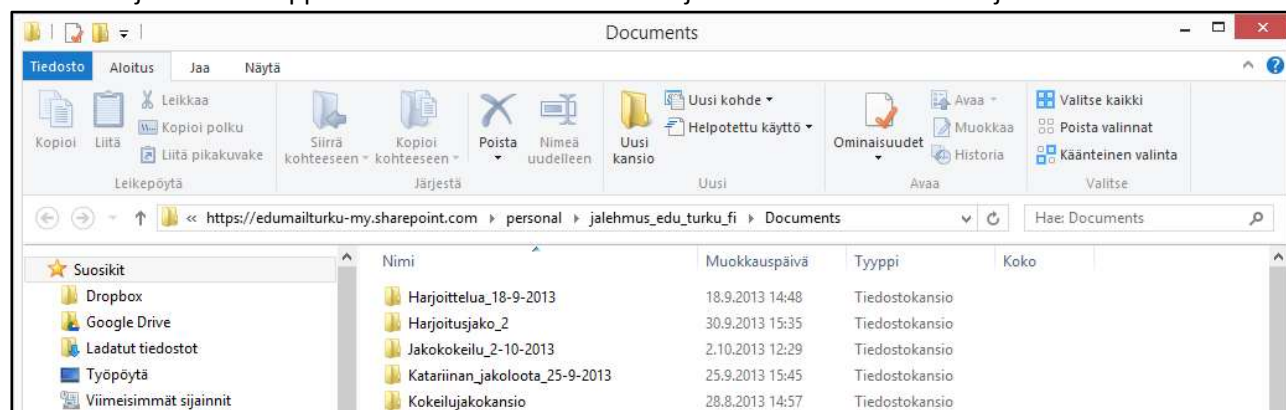 Documents
Tiedosto Aloitus Jaa Näytä
Kopioi Liitä Leikkaa
Kopioi polku
Liitä pikakuvake
Leikepöytä
Siirrä kohteeseen Kopioi kohteeseen Poista Nimeä uudelleen
Järjestä
Uusi kansio Uusi kohde
Helpotettu käyttö
Uusi
Ominaisuudet Avaa
Muokkaa
Historia
Avaa
Valitse kaikki
Poista valinnat
Käänteinen valinta
Valitse
« https://edumailturku-my.sharepoint.com personal jalehmus_edu_turku_fi Documents Hae: Documents
Suosikit
Dropbox
Google Drive
Ladatut tiedostot
Työpöytä
Viimeisimmät sijainnit
Nimi Muokkauspäivä Tyyppi Koko
Harjoittelua_18-9-2013 18.9.2013 14:48 Tiedostokansio
Harjoitusjako_2 30.9.2013 15:35 Tiedostokansio
Jakokokeilu_2-10-2013 2.10.2013 12:29 Tiedostokansio
Katariinan_jakoloota_25-9-2013 25.9.2013 15:45 Tiedostokansio
Kokeilujakokansio 28.8.2013 14:57 Tiedostokansio